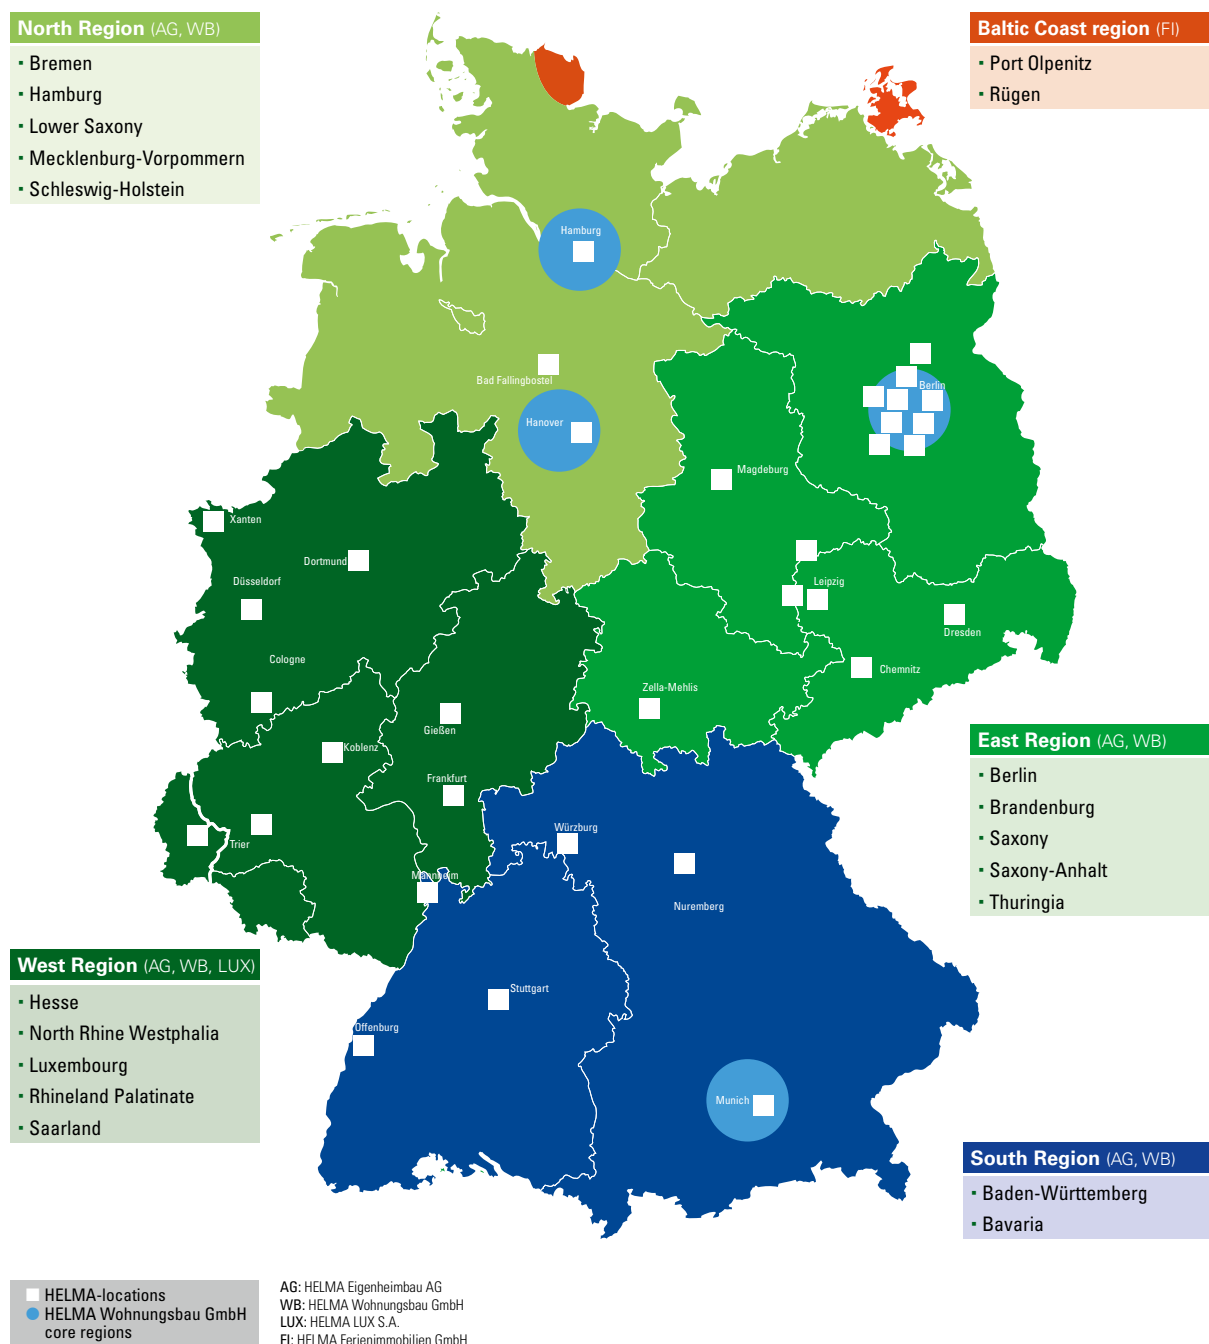 North Region (AG, WB)
▪ Bremen
▪ Hamburg
▪ Lower Saxony
▪ Mecklenburg-Vorpommern
▪ Schleswig-Holstein
Baltic Coast region (FI)
▪ Port Olpenitz
▪ Rügen
Hamburg
Bad Fallingbostel
Hanover
Berlin
Magdeburg
Xanten
Dortmund
Düsseldorf
Leipzig
Dresden
Cologne
Chemnitz
Zella-Mehlis
Gießen
Koblenz
Frankfurt
Würzburg
Trier
Mannheim
Nuremberg
Stuttgart
Offenburg
Munich
East Region (AG, WB)
▪ Berlin
▪ Brandenburg
▪ Saxony
▪ Saxony-Anhalt
▪ Thuringia
West Region (AG, WB, LUX)
▪ Hesse
▪ North Rhine Westphalia
▪ Luxembourg
▪ Rhineland Palatinate
▪ Saarland
South Region (AG, WB)
▪ Baden-Württemberg
▪ Bavaria
HELMA-locations
HELMA Wohnungsbau GmbH
core regions
AG: HELMA Eigenheimbau AG
WB: HELMA Wohnungsbau GmbH
LUX: HELMA LUX S.A.
FI: HELMA Ferienimmobilien GmbH